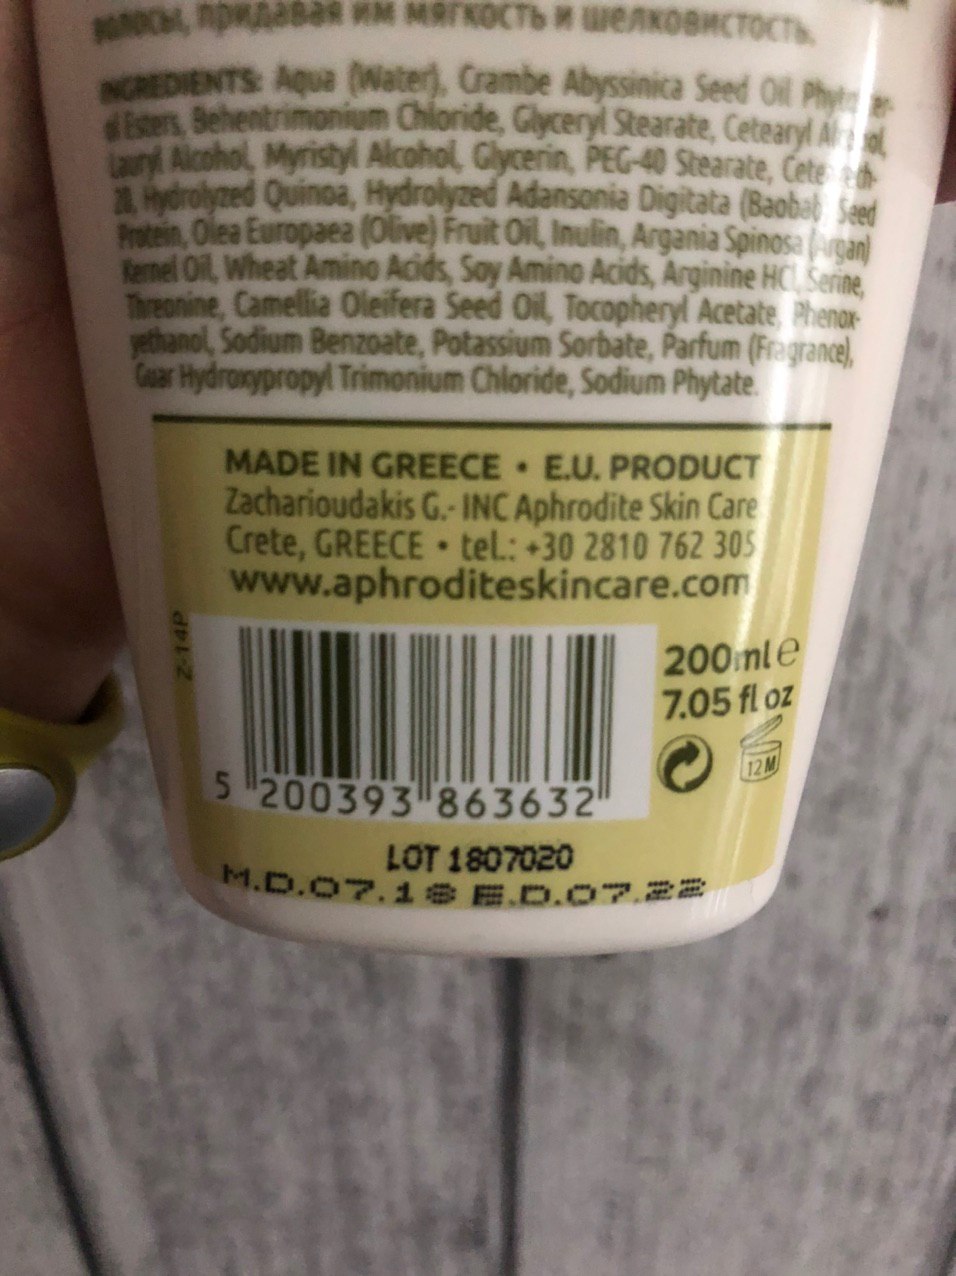 волосы, придавая им мягкость и шелковистость.
INGREDIENTS: Aqua (Water), Crambe Abyssinica Seed Oil Phytoster-
ol Esters, Behentrimonium Chloride, Glyceryl Stearate, Cetearyl Alcohol,
Lauryl Alcohol, Myristyl Alcohol, Glycerin, PEG-40 Stearate, Ceteareth-
20, Hydrolyzed Quinoa, Hydrolyzed Adansonia Digitata (Baobab) Seed
Protein, Olea Europaea (Olive) Fruit Oil, Inulin, Argania Spinosa (Argan)
Kernel Oil, Wheat Amino Acids, Soy Amino Acids, Arginine HCl, Serine,
Threonine, Camellia Oleifera Seed Oil, Tocopheryl Acetate, Phenox-
yethanol, Sodium Benzoate, Potassium Sorbate, Parfum (Fragrance),
Guar Hydroxypropyl Trimonium Chloride, Sodium Phytate.
MADE IN GREECE • E.U. PRODUCT
Zacharioudakis G.- INC Aphrodite Skin Care
Crete, GREECE • tel.: +30 2810 762 305
www.aphroditeskincare.com
Z-14P
200ml e
7.05 fl oz
12M
5 200393 863632
LOT 1807020
M.D.07.18 E.D.07.22